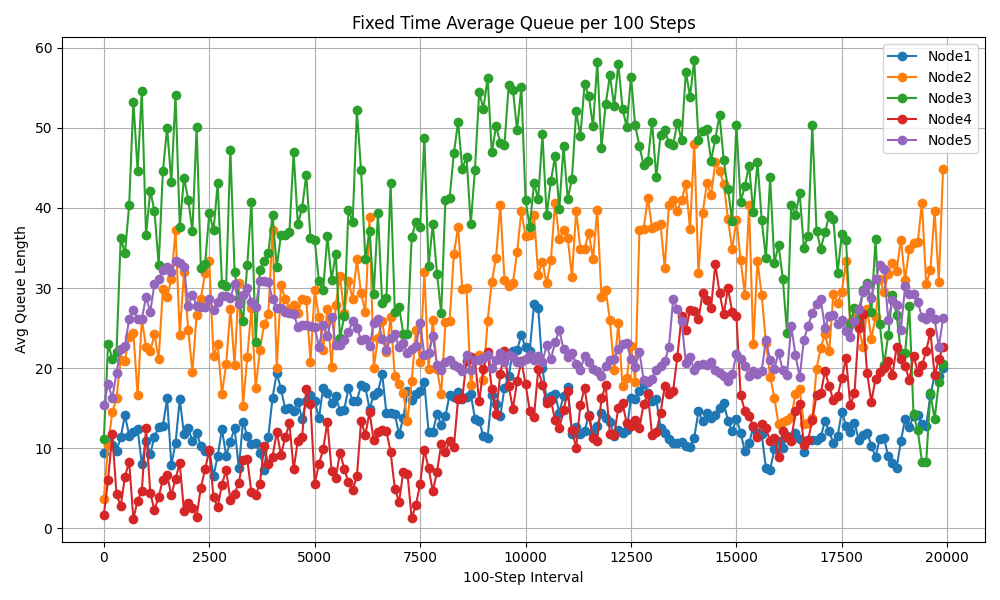 Fixed Time Average Queue per 100 Steps
Avg Queue Length
60
50
40
30
20
10
0
0 2500 5000 7500 10000 12500 15000 17500 20000
100-Step Interval
Node1
Node2
Node3
Node4
Node5